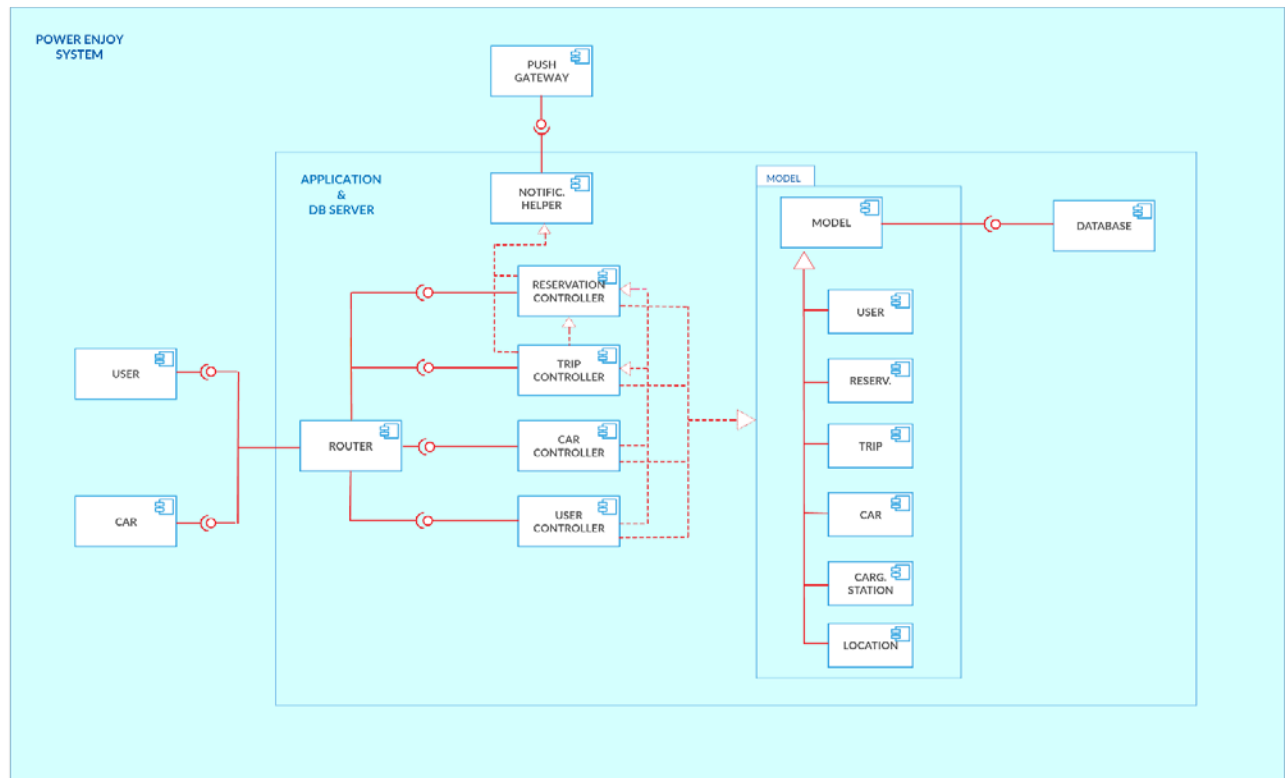 POWER ENJOY
SYSTEM
PUSH
GATEWAY
APPLICATION
&
DB SERVER
NOTIFIC.
HELPER
MODEL
MODEL
DATABASE
RESERVATION
CONTROLLER
USER
TRIP
CONTROLLER
USER
RESERV.
ROUTER
CAR
CONTROLLER
TRIP
CAR
USER
CONTROLLER
CAR
CARG.
STATION
LOCATION